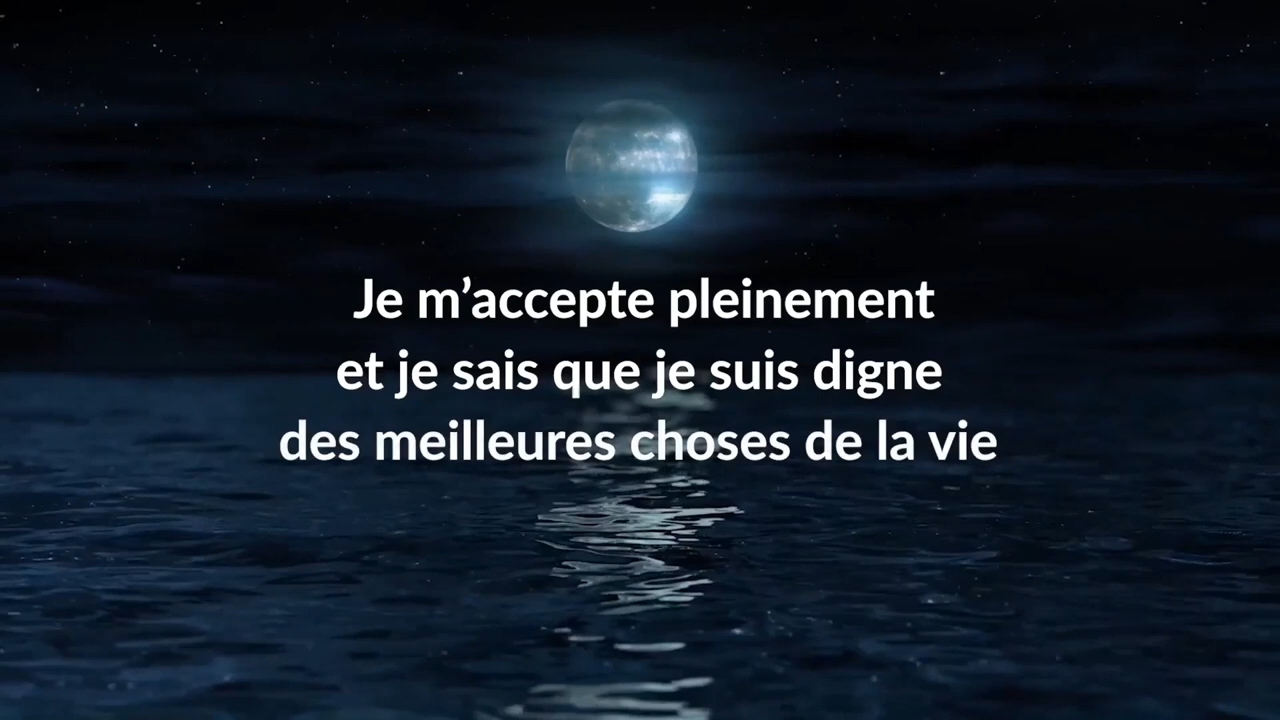 Je m’accepte pleinement
et je sais que je suis digne
des meilleures choses de la vie